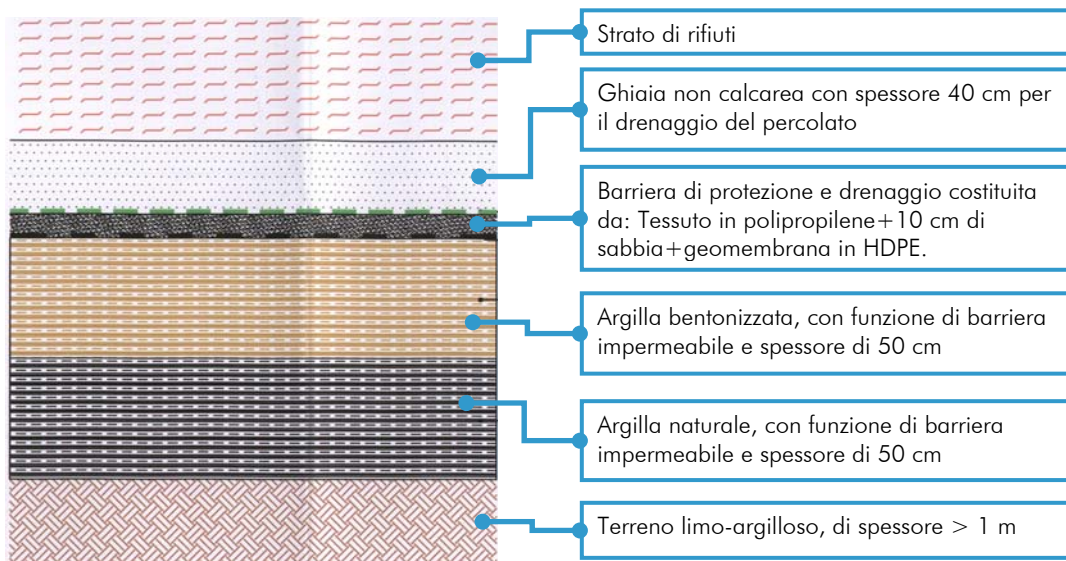 Strato di rifiuti
Ghiaia non calcarea con spessore 40 cm per
il drenaggio del percolato
Barriera di protezione e drenaggio costituita
da: Tessuto in polipropilene+10 cm di
sabbia+geomembrana in HDPE.
Argilla bentonizzata, con funzione di barriera
impermeabile e spessore di 50 cm
Argilla naturale, con funzione di barriera
impermeabile e spessore di 50 cm
Terreno limo-argilloso, di spessore > 1 m